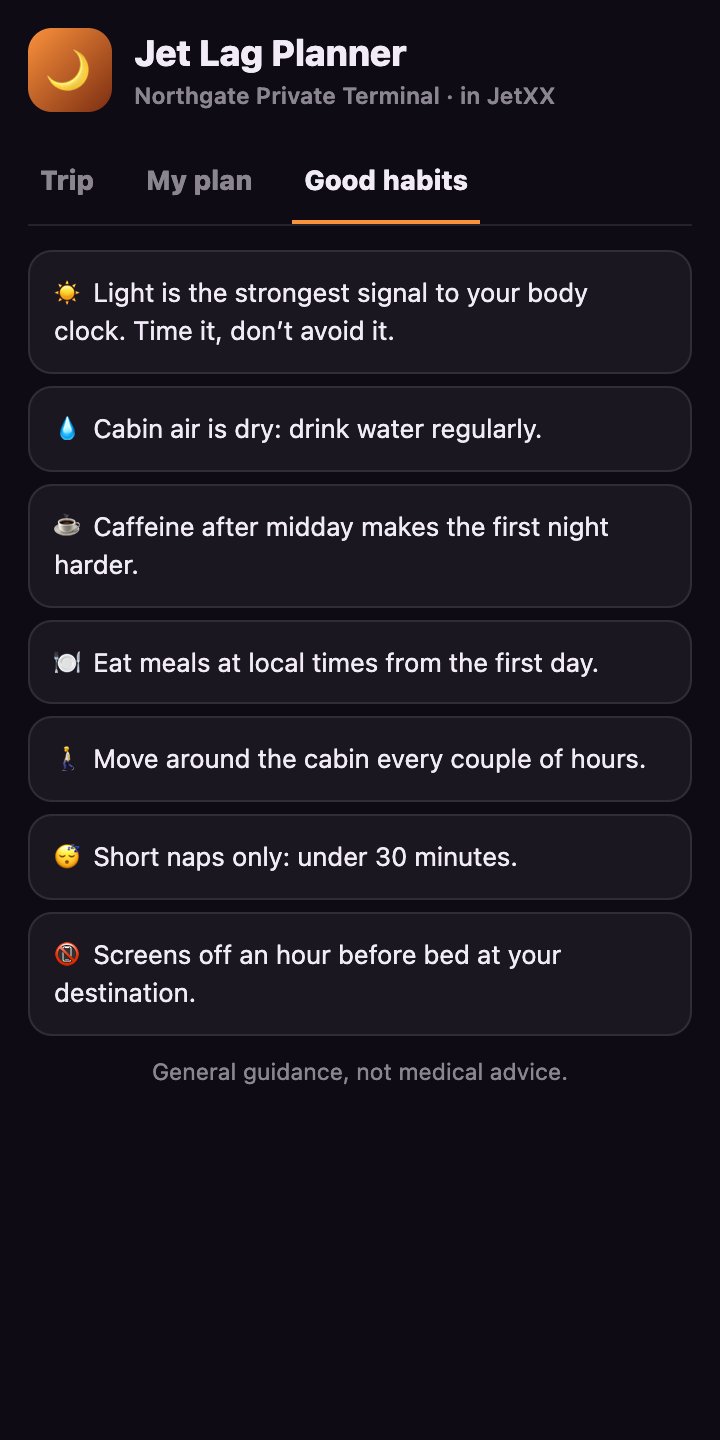 Jet Lag Planner
Northgate Private Terminal · in JetXX
Trip My plan Good habits
☀️ Light is the strongest signal to your body
clock. Time it, don’t avoid it.
💧 Cabin air is dry: drink water regularly.
☕ Caffeine after midday makes the first night
harder.
🍽️ Eat meals at local times from the first day.
🚶 Move around the cabin every couple of hours.
😴 Short naps only: under 30 minutes.
📵 Screens off an hour before bed at your
destination.
General guidance, not medical advice.